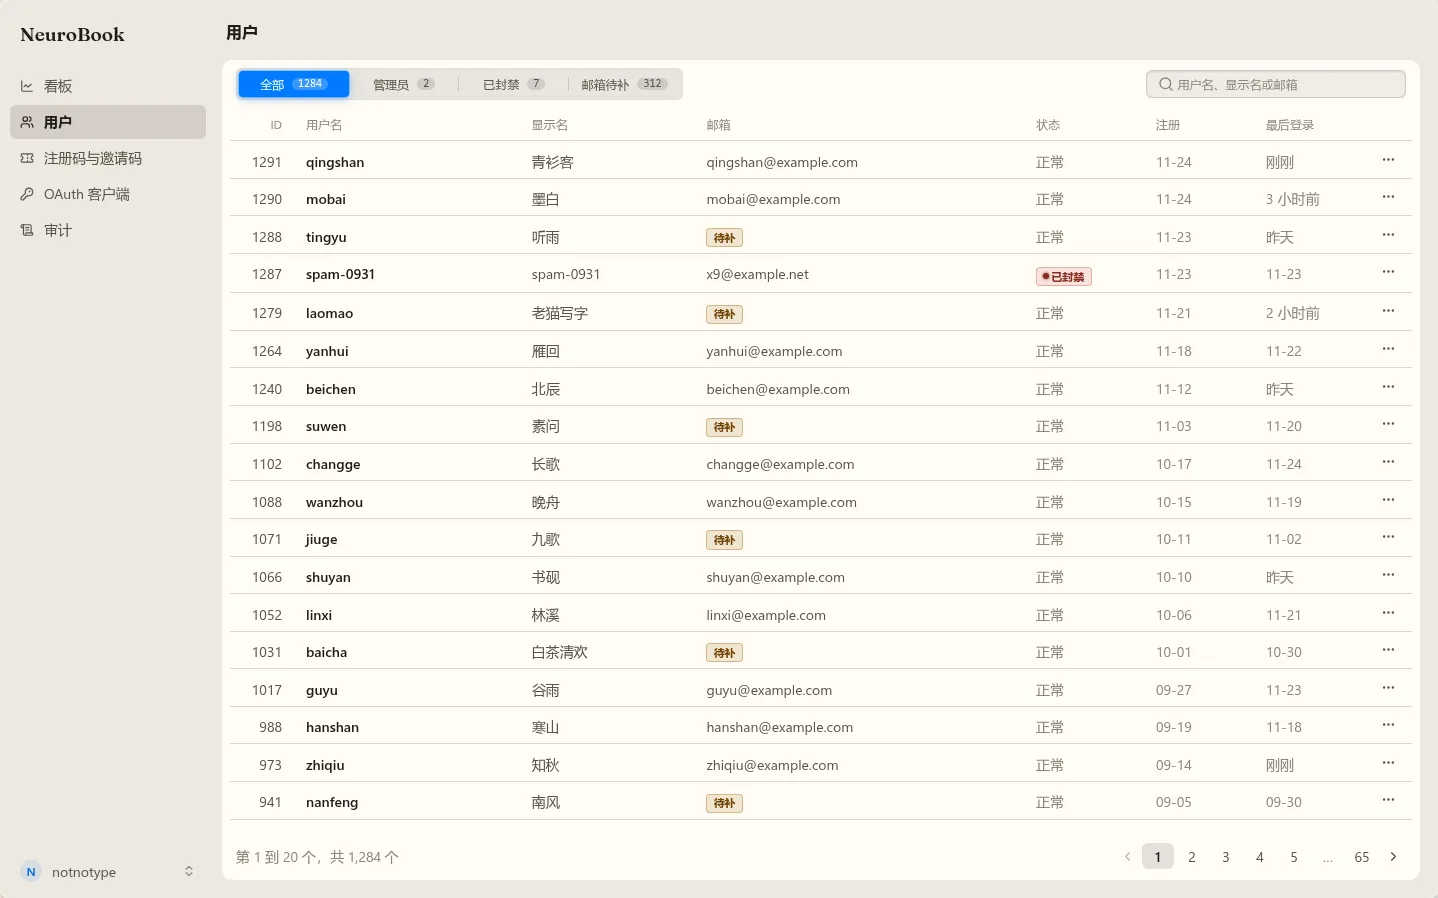 NeuroBook
看板
用户
注册码与邀请码
OAuth 客户端
审计
N notnotype
用户
全部 1284 管理员 2 已封禁 7 邮箱待补 312 用户名、显示名或邮箱
ID 用户名 显示名 邮箱 状态 注册 最后登录
1291 qingshan 青衫客 qingshan@example.com 正常 11-24 刚刚 ···
1290 mobai 墨白 mobai@example.com 正常 11-24 3 小时前 ···
1288 tingyu 听雨 待补 正常 11-23 昨天 ···
1287 spam-0931 spam-0931 x9@example.net 已封禁 11-23 11-23 ···
1279 laomao 老猫写字 待补 正常 11-21 2 小时前 ···
1264 yanhui 雁回 yanhui@example.com 正常 11-18 11-22 ···
1240 beichen 北辰 beichen@example.com 正常 11-12 昨天 ···
1198 suwen 素问 待补 正常 11-03 11-20 ···
1102 changge 长歌 changge@example.com 正常 10-17 11-24 ···
1088 wanzhou 晚舟 wanzhou@example.com 正常 10-15 11-19 ···
1071 jiuge 九歌 待补 正常 10-11 11-02 ···
1066 shuyan 书砚 shuyan@example.com 正常 10-10 昨天 ···
1052 linxi 林溪 linxi@example.com 正常 10-06 11-21 ···
1031 baicha 白茶清欢 待补 正常 10-01 10-30 ···
1017 guyu 谷雨 guyu@example.com 正常 09-27 11-23 ···
988 hanshan 寒山 hanshan@example.com 正常 09-19 11-18 ···
973 zhiqiu 知秋 zhiqiu@example.com 正常 09-14 刚刚 ···
941 nanfeng 南风 待补 正常 09-05 09-30 ···
第 1 到 20 个，共 1,284 个 1 2 3 4 5 ... 65